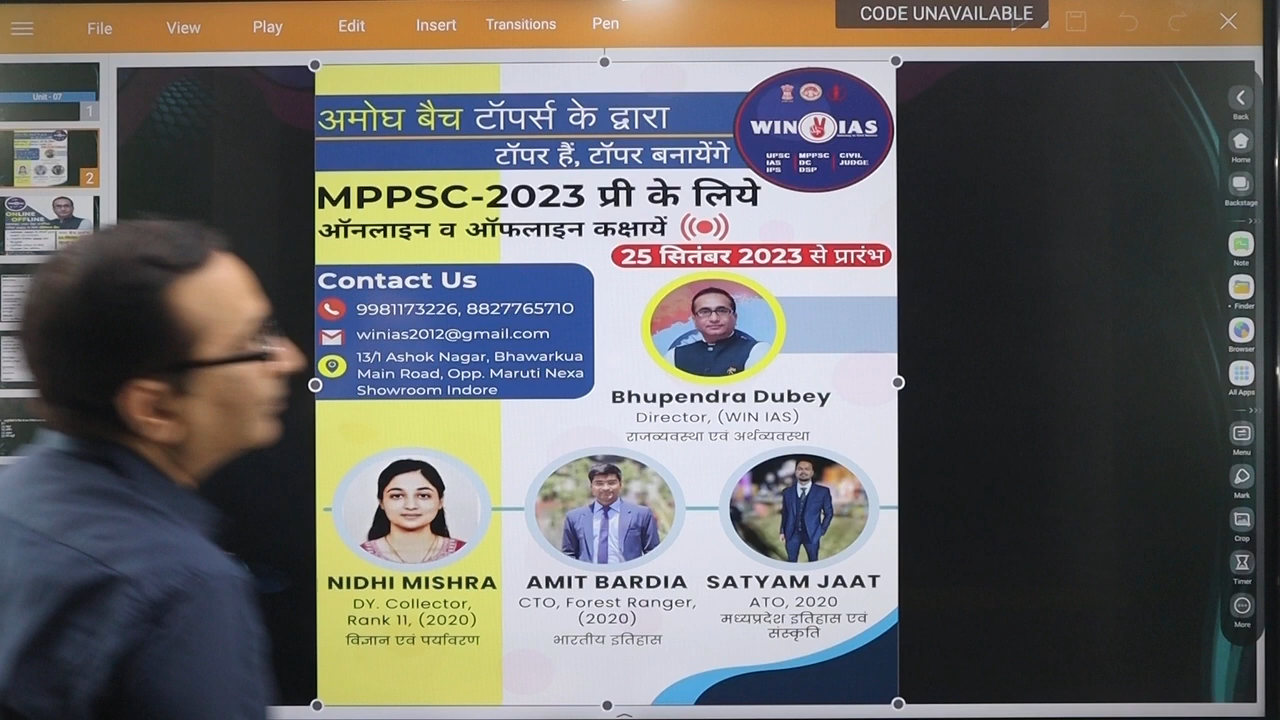 CODE UNAVAILABLE
File View Play Edit Insert Transitions Pen
Unit - 07
1
2
ONLINE
OFFLINE
अमोघ बैच टॉपर्स के द्वारा
टॉपर हैं, टॉपर बनायेंगे
WIN IAS
UPSC MPPSC CIVIL
IAS DC JUDGE
IPS DSP
MPPSC-2023 प्री के लिये
ऑनलाइन व ऑफलाइन कक्षायें
25 सितंबर 2023 से प्रारंभ
Contact Us
9981173226, 8827765710
winias2012@gmail.com
13/1 Ashok Nagar, Bhawarkua
Main Road, Opp. Maruti Nexa
Showroom Indore
Bhupendra Dubey
Director, (WIN IAS)
राजव्यवस्था एवं अर्थव्यवस्था
NIDHI MISHRA
DY. Collector,
Rank 11, (2020)
विज्ञान एवं पर्यावरण
AMIT BARDIA
CTO, Forest Ranger,
(2020)
भारतीय इतिहास
SATYAM JAAT
ATO, 2020
मध्यप्रदेश इतिहास एवं
संस्कृति
Back
Home
Backstage
Note
Finder
Browser
All Apps
Menu
Mark
Crop
Timer
More